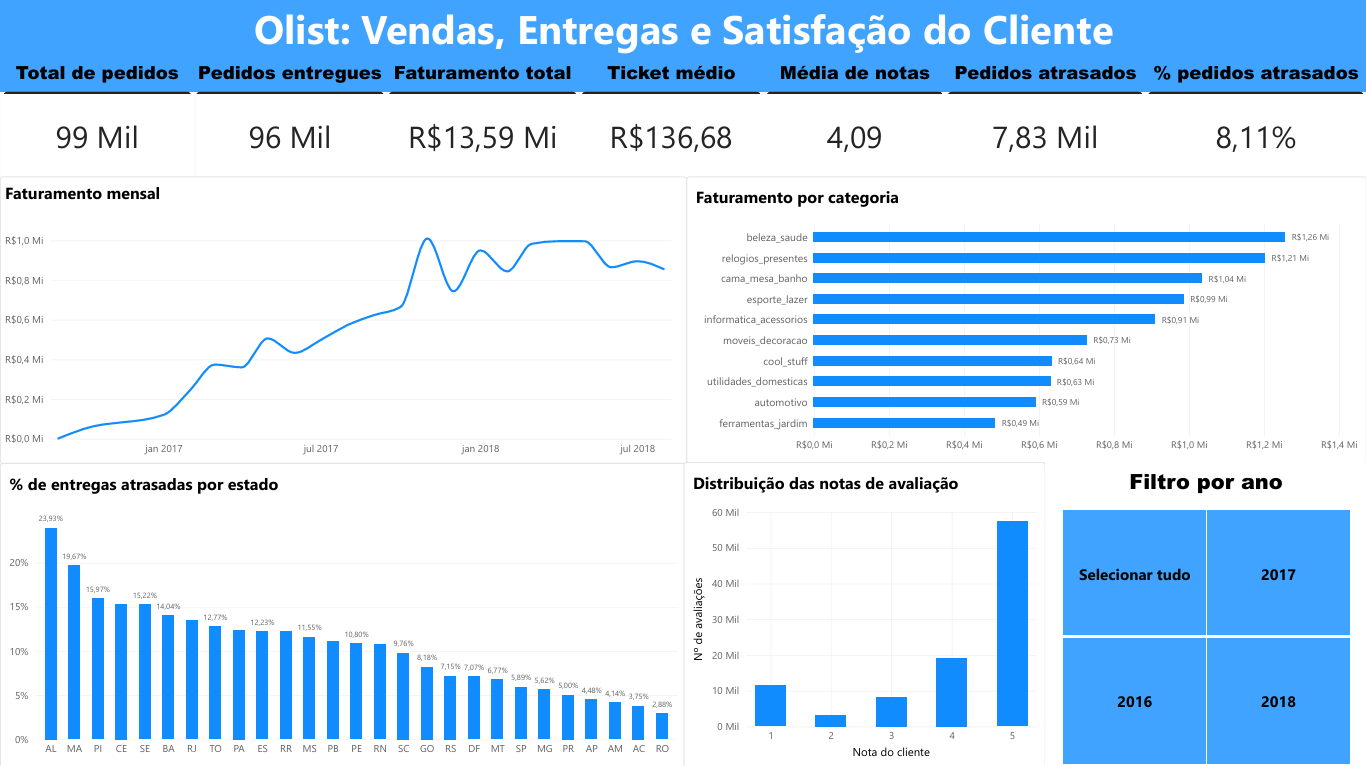 Olist: Vendas, Entregas e Satisfação do Cliente
Total de pedidos
Pedidos entregues
Faturamento total
Ticket médio
Média de notas
Pedidos atrasados
% pedidos atrasados
99 Mil
96 Mil
R$13,59 Mi
R$136,68
4,09
7,83 Mil
8,11%
Faturamento mensal
R$1,0 Mi
R$0,8 Mi
R$0,6 Mi
R$0,4 Mi
R$0,2 Mi
R$0,0 Mi
jan 2017
jul 2017
jan 2018
jul 2018
Faturamento por categoria
beleza_saude R$1,26 Mi
relogios_presentes R$1,21 Mi
cama_mesa_banho R$1,04 Mi
esporte_lazer R$0,99 Mi
informatica_acessorios R$0,91 Mi
moveis_decoracao R$0,73 Mi
cool_stuff R$0,64 Mi
utilidades_domesticas R$0,63 Mi
automotivo R$0,59 Mi
ferramentas_jardim R$0,49 Mi
R$0,0 Mi R$0,2 Mi R$0,4 Mi R$0,6 Mi R$0,8 Mi R$1,0 Mi R$1,2 Mi R$1,4 Mi
% de entregas atrasadas por estado
20%
15%
10%
5%
0%
23,93% 19,67% 15,97% 15,22% 14,04% 12,77% 12,23% 11,55% 10,80% 9,76% 8,18% 7,15% 7,07% 6,77% 5,89% 5,62% 5,00% 4,48% 4,14% 3,75% 2,88%
AL MA PI CE SE BA RJ TO PA ES RR MS PB PE RN SC GO RS DF MT SP MG PR AP AM AC RO
Distribuição das notas de avaliação
Nº de avaliações
60 Mil
50 Mil
40 Mil
30 Mil
20 Mil
10 Mil
0 Mil
1 2 3 4 5
Nota do cliente
Filtro por ano
Selecionar tudo
2017
2016
2018